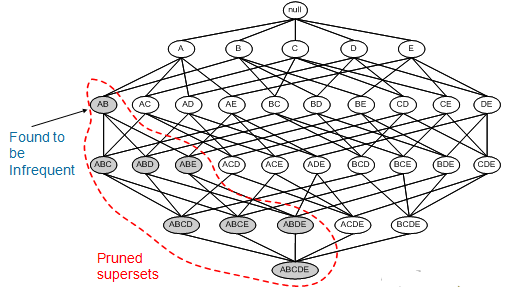 null
A B C D E
AB AC AD AE BC BD BE CD CE DE
Found to
be
Infrequent
ABC ABD ABE ACD ACE ADE BCD BCE BDE CDE
ABCD ABCE ABDE ACDE BCDE
Pruned
supersets
ABCDE